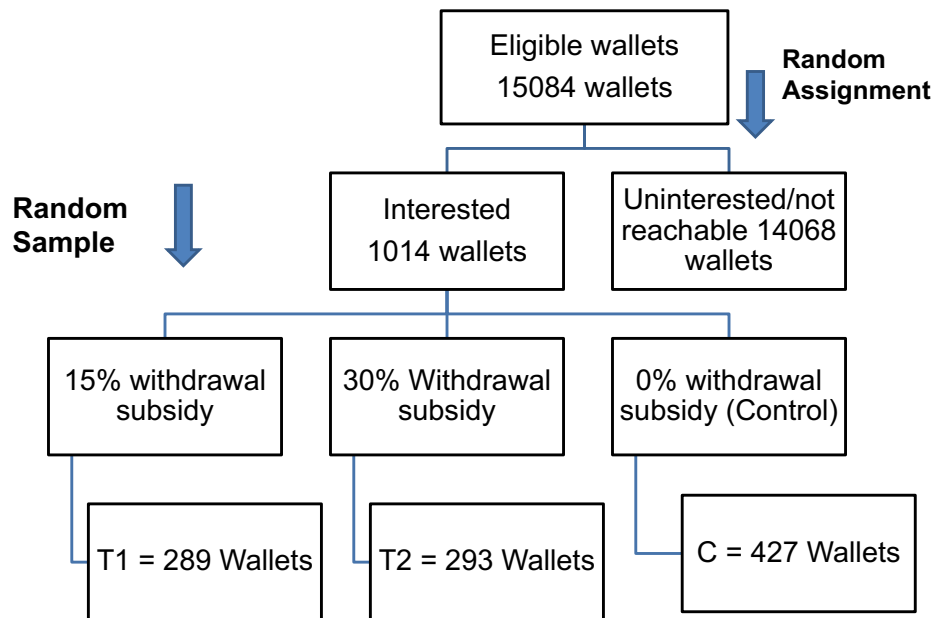 Eligible wallets
15084 wallets
Random
Assignment
Random
Sample
Interested
1014 wallets
Uninterested/not
reachable 14068
wallets
15% withdrawal
subsidy
30% Withdrawal
subsidy
0% withdrawal
subsidy (Control)
T1 = 289 Wallets
T2 = 293 Wallets
C = 427 Wallets